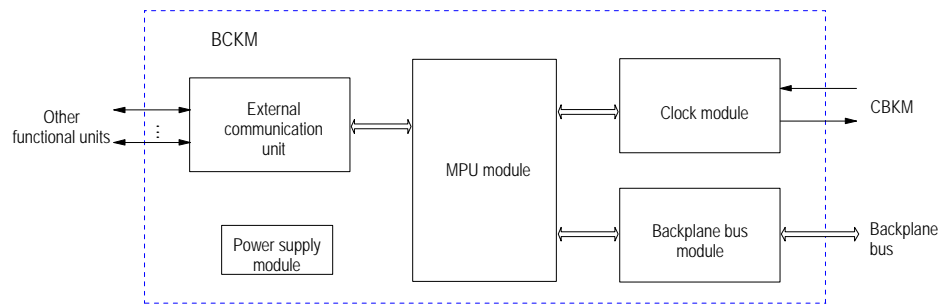 BCKM
Other
functional units
External
communication
unit
MPU module
Clock module
CBKM
Power supply
module
Backplane bus
module
Backplane
bus